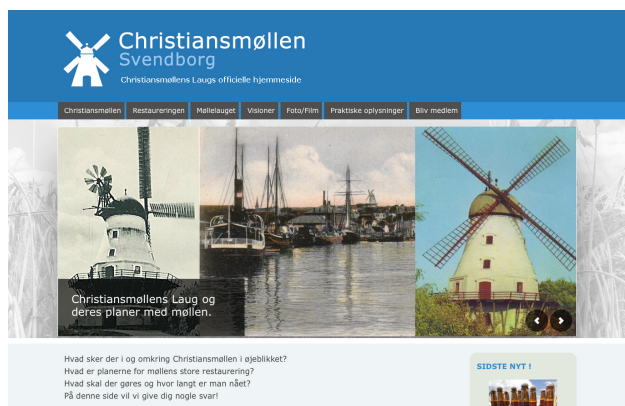 Christiansmøllen
Svendborg
Christiansmøllens Laugs officielle hjemmeside
Christiansmøllen Restaureringen Møllelauget Visioner Foto/Film Praktiske oplysninger Bliv medlem
Christiansmøllens Laug og
deres planer med møllen.
Hvad sker der i og omkring Christiansmøllen i øjeblikket?
Hvad er planerne for møllens store restaurering?
Hvad skal der gøres og hvor langt er man nået?
På denne side vil vi give dig nogle svar!
SIDSTE NYT !